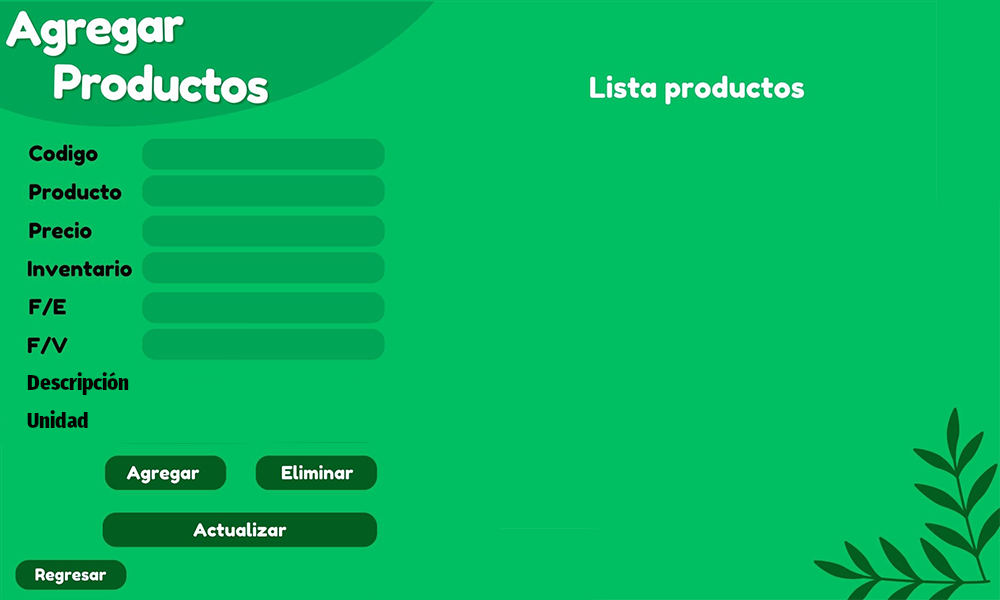 Agregar
Productos
Lista productos
Codigo
Producto
Precio
Inventario
F/E
F/V
Descripción
Unidad
Agregar
Eliminar
Actualizar
Regresar